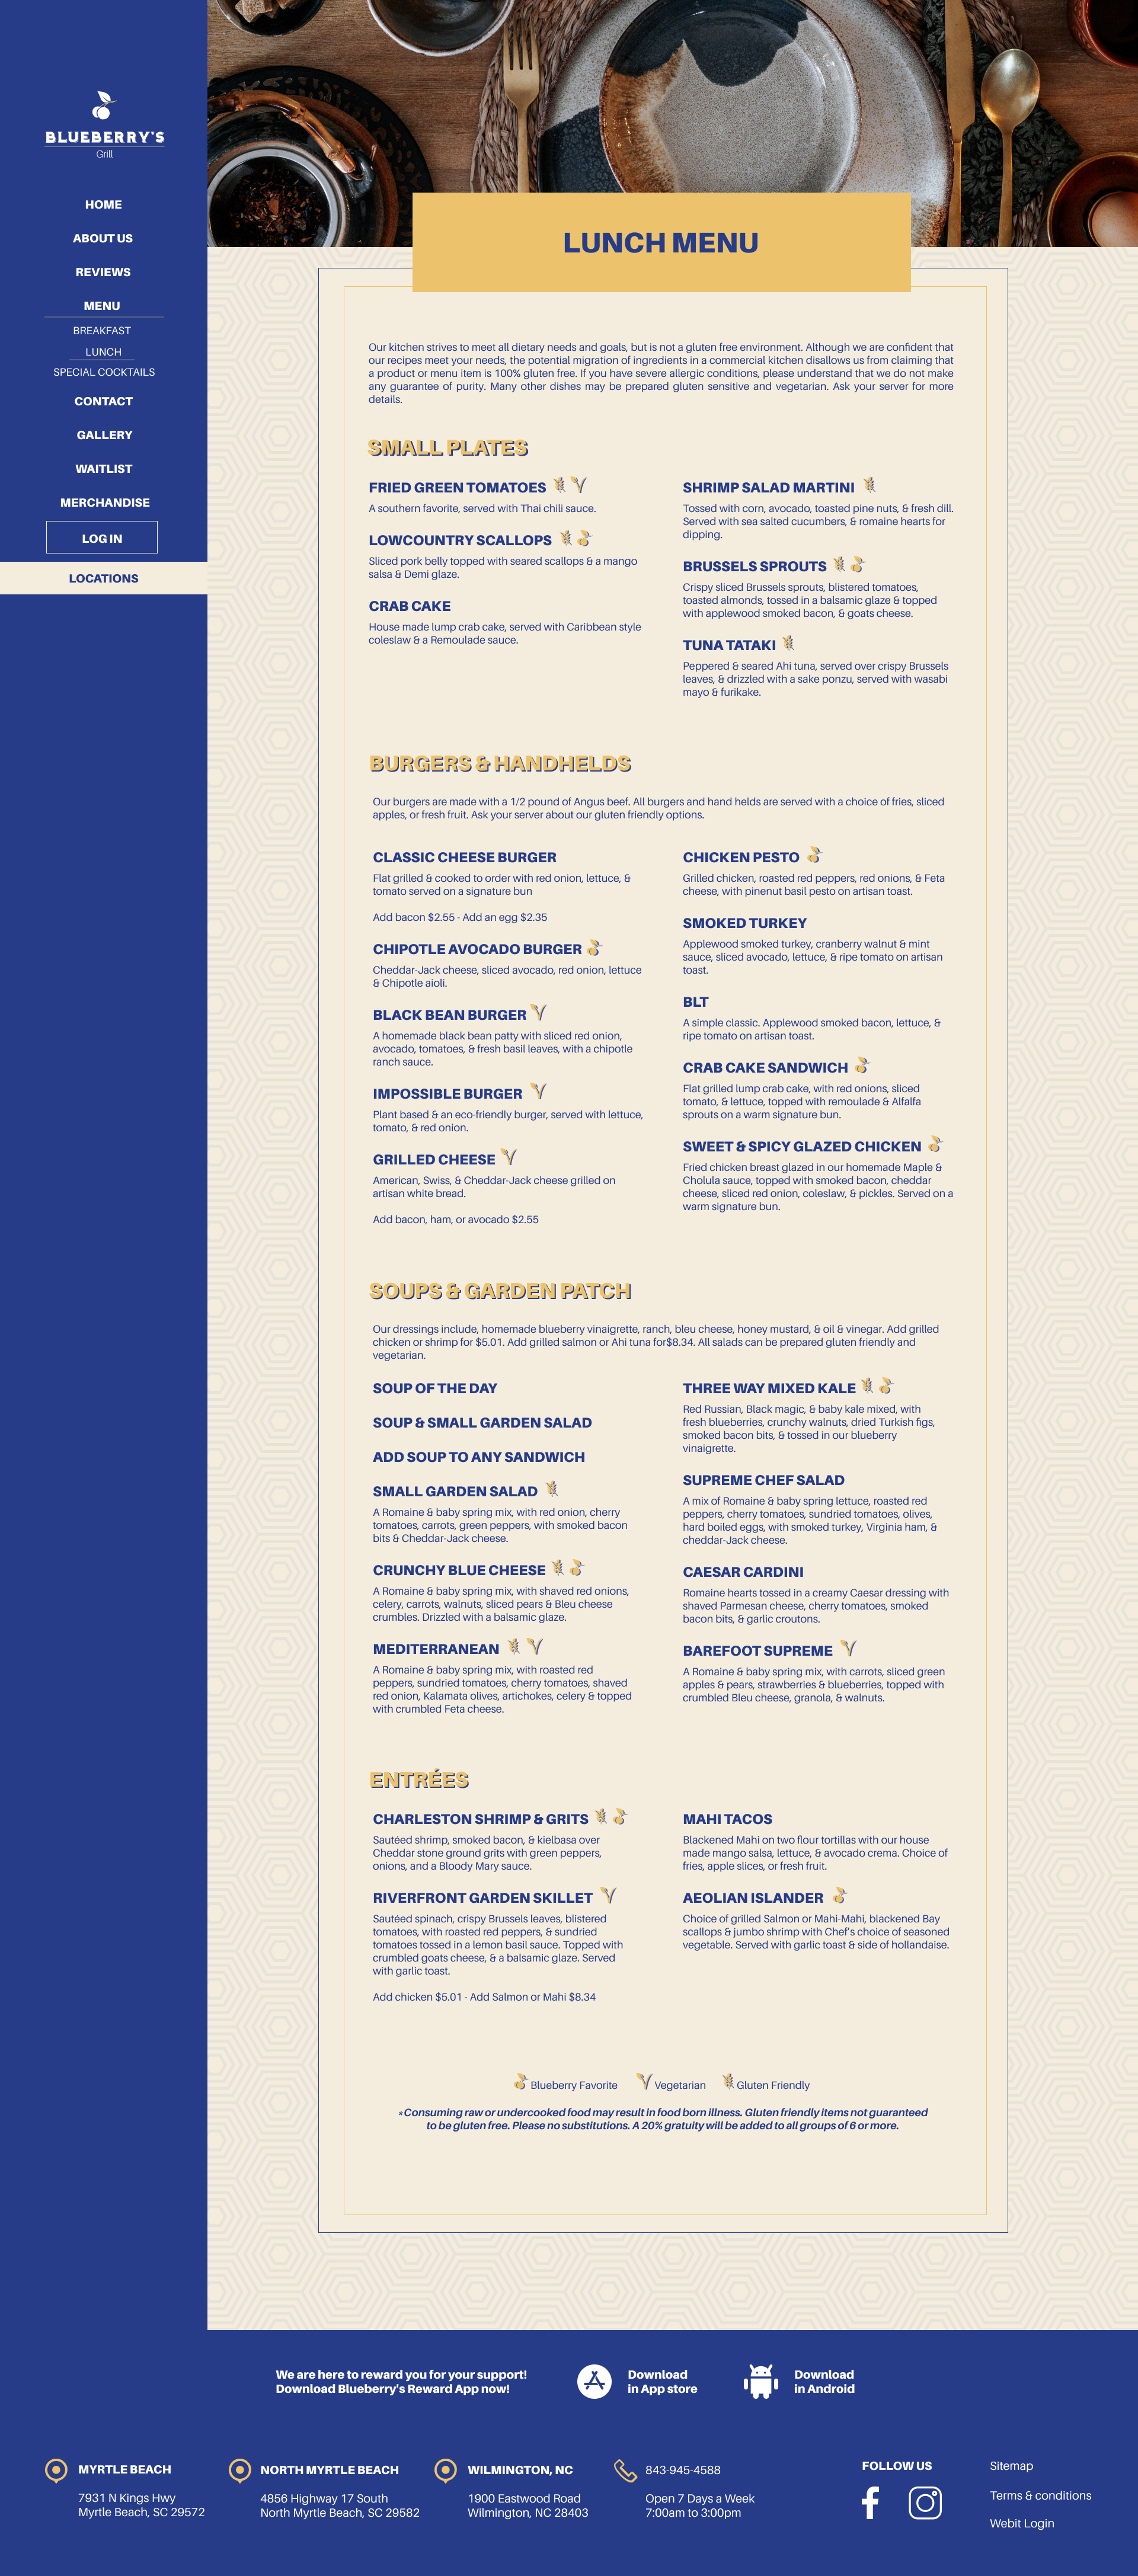 BLUEBERRY'S
Grill
HOME
ABOUT US
REVIEWS
MENU
BREAKFAST
LUNCH
SPECIAL COCKTAILS
CONTACT
GALLERY
WAITLIST
MERCHANDISE
LOG IN
LOCATIONS
LUNCH MENU
Our kitchen strives to meet all dietary needs and goals, but is not a gluten free environment. Although we are confident that
our recipes meet your needs, the potential migration of ingredients in a commercial kitchen disallows us from claiming that
a product or menu item is 100% gluten free. If you have severe allergic conditions, please understand that we do not make
any guarantee of purity. Many other dishes may be prepared gluten sensitive and vegetarian. Ask your server for more
details.
SMALL PLATES
FRIED GREEN TOMATOES
A southern favorite, served with Thai chili sauce.
LOWCOUNTRY SCALLOPS
Sliced pork belly topped with seared scallops & a mango
salsa & Demi glaze.
CRAB CAKE
House made lump crab cake, served with Caribbean style
coleslaw & a Remoulade sauce.
SHRIMP SALAD MARTINI
Tossed with corn, avocado, toasted pine nuts, & fresh dill.
Served with sea salted cucumbers, & romaine hearts for
dipping.
BRUSSELS SPROUTS
Crispy sliced Brussels sprouts, blistered tomatoes,
toasted almonds, tossed in a balsamic glaze & topped
with applewood smoked bacon, & goats cheese.
TUNA TATAKI
Peppered & seared Ahi tuna, served over crispy Brussels
leaves, & drizzled with a sake ponzu, served with wasabi
mayo & furikake.
BURGERS & HANDHELDS
Our burgers are made with a 1/2 pound of Angus beef. All burgers and hand helds are served with a choice of fries, sliced
apples, or fresh fruit. Ask your server about our gluten friendly options.
CLASSIC CHEESE BURGER
Flat grilled & cooked to order with red onion, lettuce, &
tomato served on a signature bun
Add bacon $2.55 - Add an egg $2.35
CHIPOTLE AVOCADO BURGER
Cheddar-Jack cheese, sliced avocado, red onion, lettuce
& Chipotle aioli.
BLACK BEAN BURGER
A homemade black bean patty with sliced red onion,
avocado, tomatoes, & fresh basil leaves, with a chipotle
ranch sauce.
IMPOSSIBLE BURGER
Plant based & an eco-friendly burger, served with lettuce,
tomato, & red onion.
GRILLED CHEESE
American, Swiss, & Cheddar-Jack cheese grilled on
artisan white bread.
Add bacon, ham, or avocado $2.55
CHICKEN PESTO
Grilled chicken, roasted red peppers, red onions, & Feta
cheese, with pinenut basil pesto on artisan toast.
SMOKED TURKEY
Applewood smoked turkey, cranberry walnut & mint
sauce, sliced avocado, lettuce, & ripe tomato on artisan
toast.
BLT
A simple classic. Applewood smoked bacon, lettuce, &
ripe tomato on artisan toast.
CRAB CAKE SANDWICH
Flat grilled lump crab cake, with red onions, sliced
tomato, & lettuce, topped with remoulade & Alfalfa
sprouts on a warm signature bun.
SWEET & SPICY GLAZED CHICKEN
Fried chicken breast glazed in our homemade Maple &
Cholula sauce, topped with smoked bacon, cheddar
cheese, sliced red onion, coleslaw, & pickles. Served on a
warm signature bun.
SOUPS & GARDEN PATCH
Our dressings include, homemade blueberry vinaigrette, ranch, bleu cheese, honey mustard, & oil & vinegar. Add grilled
chicken or shrimp for $5.01. Add grilled salmon or Ahi tuna for$8.34. All salads can be prepared gluten friendly and
vegetarian.
SOUP OF THE DAY
SOUP & SMALL GARDEN SALAD
ADD SOUP TO ANY SANDWICH
SMALL GARDEN SALAD
A Romaine & baby spring mix, with red onion, cherry
tomatoes, carrots, green peppers, with smoked bacon
bits & Cheddar-Jack cheese.
CRUNCHY BLUE CHEESE
A Romaine & baby spring mix, with shaved red onions,
celery, carrots, walnuts, sliced pears & Bleu cheese
crumbles. Drizzled with a balsamic glaze.
MEDITERRANEAN
A Romaine & baby spring mix, with roasted red
peppers, sundried tomatoes, cherry tomatoes, shaved
red onion, Kalamata olives, artichokes, celery & topped
with crumbled Feta cheese.
THREE WAY MIXED KALE
Red Russian, Black magic, & baby kale mixed, with
fresh blueberries, crunchy walnuts, dried Turkish figs,
smoked bacon bits, & tossed in our blueberry
vinaigrette.
SUPREME CHEF SALAD
A mix of Romaine & baby spring lettuce, roasted red
peppers, cherry tomatoes, sundried tomatoes, olives,
hard boiled eggs, with smoked turkey, Virginia ham, &
cheddar-Jack cheese.
CAESAR CARDINI
Romaine hearts tossed in a creamy Caesar dressing with
shaved Parmesan cheese, cherry tomatoes, smoked
bacon bits, & garlic croutons.
BAREFOOT SUPREME
A Romaine & baby spring mix, with carrots, sliced green
apples & pears, strawberries & blueberries, topped with
crumbled Bleu cheese, granola, & walnuts.
ENTRÉES
CHARLESTON SHRIMP & GRITS
Sautéed shrimp, smoked bacon, & kielbasa over
Cheddar stone ground grits with green peppers,
onions, and a Bloody Mary sauce.
RIVERFRONT GARDEN SKILLET
Sautéed spinach, crispy Brussels leaves, blistered
tomatoes, with roasted red peppers, & sundried
tomatoes tossed in a lemon basil sauce. Topped with
crumbled goats cheese, & a balsamic glaze. Served
with garlic toast.
Add chicken $5.01 - Add Salmon or Mahi $8.34
MAHI TACOS
Blackened Mahi on two flour tortillas with our house
made mango salsa, lettuce, & avocado crema. Choice of
fries, apple slices, or fresh fruit.
AEOLIAN ISLANDER
Choice of grilled Salmon or Mahi-Mahi, blackened Bay
scallops & jumbo shrimp with Chef's choice of seasoned
vegetable. Served with garlic toast & side of hollandaise.
Blueberry Favorite Vegetarian Gluten Friendly
*Consuming raw or undercooked food may result in food born illness. Gluten friendly items not guaranteed
to be gluten free. Please no substitutions. A 20% gratuity will be added to all groups of 6 or more.
We are here to reward you for your support!
Download Blueberry's Reward App now!
Download
in App store
Download
in Android
MYRTLE BEACH
7931 N Kings Hwy
Myrtle Beach, SC 29572
NORTH MYRTLE BEACH
4856 Highway 17 South
North Myrtle Beach, SC 29582
WILMINGTON, NC
1900 Eastwood Road
Wilmington, NC 28403
843-945-4588
Open 7 Days a Week
7:00am to 3:00pm
FOLLOW US
Sitemap
Terms & conditions
Webit Login